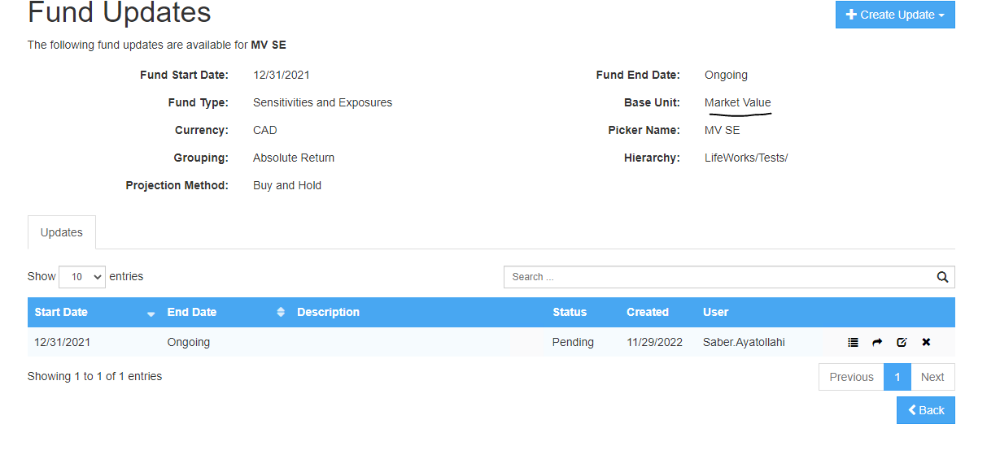 Fund Updates
Create Update
The following fund updates are available for MV SE
Fund Start Date: 12/31/2021 Fund End Date: Ongoing
Fund Type: Sensitivities and Exposures Base Unit: Market Value
Currency: CAD Picker Name: MV SE
Grouping: Absolute Return Hierarchy: LifeWorks/Tests/
Projection Method: Buy and Hold
Updates
Show 10 entries Search ...
Start Date End Date Description Status Created User
12/31/2021 Ongoing Pending 11/29/2022 Saber.Ayatollahi
Showing 1 to 1 of 1 entries Previous 1 Next
Back